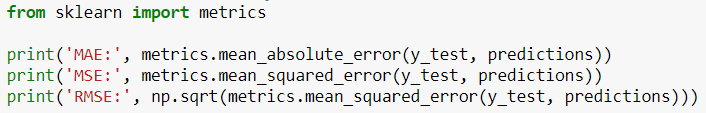 from sklearn import metrics
print('MAE:', metrics.mean_absolute_error(y_test, predictions))
print('MSE:', metrics.mean_squared_error(y_test, predictions))
print('RMSE:', np.sqrt(metrics.mean_squared_error(y_test, predictions)))